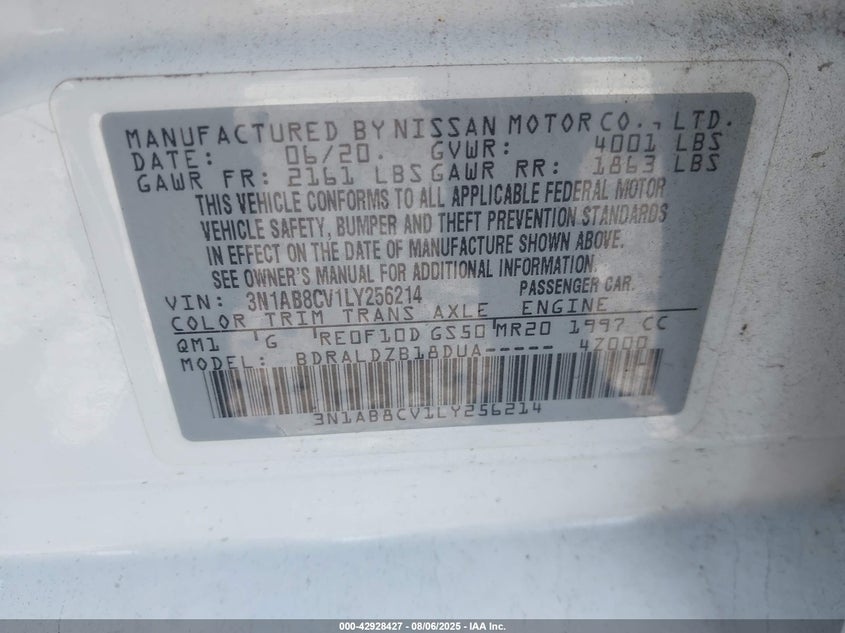 MANUFACTURED BY NISSAN MOTOR CO., LTD.
DATE: 06/20. GVWR: 4001 LBS
GAWR FR: 2161 LBS GAWR RR: 1863 LBS
THIS VEHICLE CONFORMS TO ALL APPLICABLE FEDERAL MOTOR
VEHICLE SAFETY, BUMPER AND THEFT PREVENTION STANDARDS
IN EFFECT ON THE DATE OF MANUFACTURE SHOWN ABOVE.
SEE OWNER'S MANUAL FOR ADDITIONAL INFORMATION.
VIN: 3N1AB8CV1LY256214 PASSENGER CAR.
COLOR TRIM TRANS AXLE ENGINE
QM1 G RE0F10D GS50 MR20 1997 CC
MODEL: BDRALDZB18DUA----- 4Z000
3N1AB8CV1LY256214
000-42928427 - 08/06/2025 - IAA Inc.